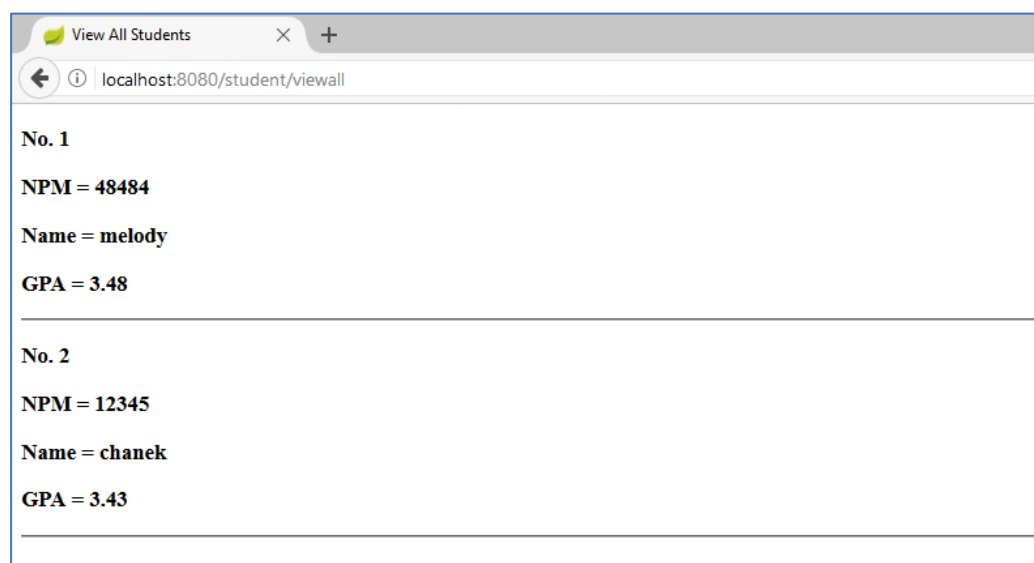 View All Students
localhost:8080/student/viewall
No. 1
NPM = 48484
Name = melody
GPA = 3.48
No. 2
NPM = 12345
Name = chanek
GPA = 3.43